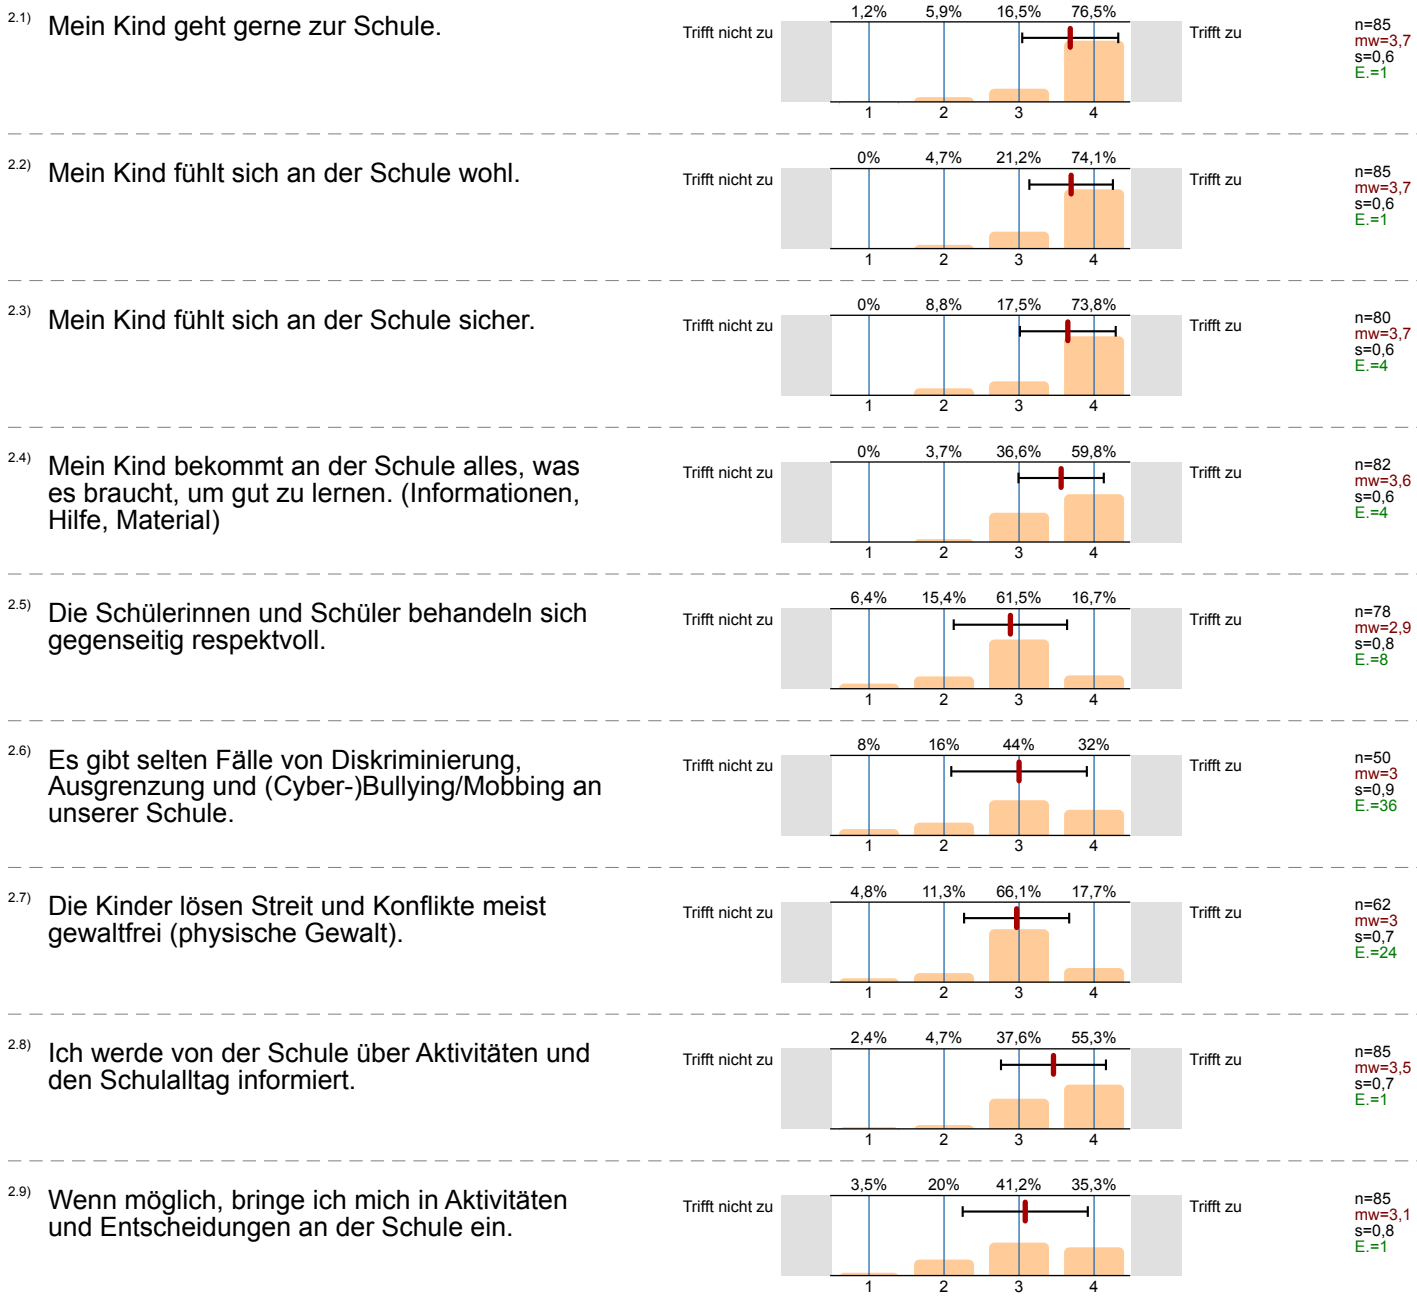 2.1) Mein Kind geht gerne zur Schule.
Trifft nicht zu
1,2% 5,9% 16,5% 76,5%
1 2 3 4
Trifft zu
n=85
mw=3,7
s=0,6
E.=1
2.2) Mein Kind fühlt sich an der Schule wohl.
Trifft nicht zu
0% 4,7% 21,2% 74,1%
1 2 3 4
Trifft zu
n=85
mw=3,7
s=0,6
E.=1
2.3) Mein Kind fühlt sich an der Schule sicher.
Trifft nicht zu
0% 8,8% 17,5% 73,8%
1 2 3 4
Trifft zu
n=80
mw=3,7
s=0,6
E.=4
2.4) Mein Kind bekommt an der Schule alles, was
es braucht, um gut zu lernen. (Informationen,
Hilfe, Material)
Trifft nicht zu
0% 3,7% 36,6% 59,8%
1 2 3 4
Trifft zu
n=82
mw=3,6
s=0,6
E.=4
2.5) Die Schülerinnen und Schüler behandeln sich
gegenseitig respektvoll.
Trifft nicht zu
6,4% 15,4% 61,5% 16,7%
1 2 3 4
Trifft zu
n=78
mw=2,9
s=0,8
E.=8
2.6) Es gibt selten Fälle von Diskriminierung,
Ausgrenzung und (Cyber-)Bullying/Mobbing an
unserer Schule.
Trifft nicht zu
8% 16% 44% 32%
1 2 3 4
Trifft zu
n=50
mw=3
s=0,9
E.=36
2.7) Die Kinder lösen Streit und Konflikte meist
gewaltfrei (physische Gewalt).
Trifft nicht zu
4,8% 11,3% 66,1% 17,7%
1 2 3 4
Trifft zu
n=62
mw=3
s=0,7
E.=24
2.8) Ich werde von der Schule über Aktivitäten und
den Schulalltag informiert.
Trifft nicht zu
2,4% 4,7% 37,6% 55,3%
1 2 3 4
Trifft zu
n=85
mw=3,5
s=0,7
E.=1
2.9) Wenn möglich, bringe ich mich in Aktivitäten
und Entscheidungen an der Schule ein.
Trifft nicht zu
3,5% 20% 41,2% 35,3%
1 2 3 4
Trifft zu
n=85
mw=3,1
s=0,8
E.=1